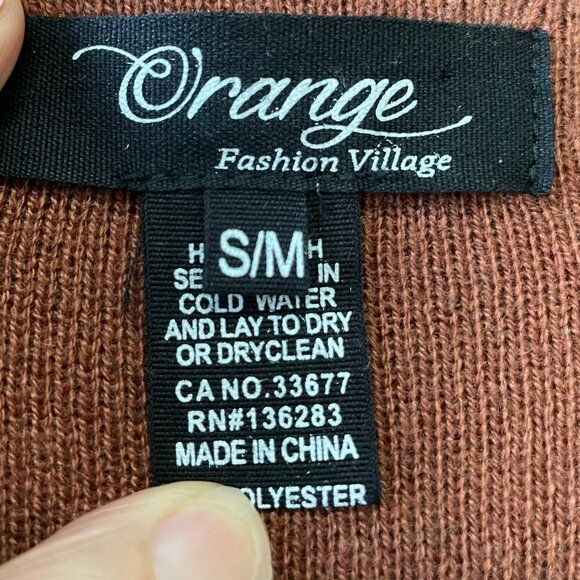 Orange
Fashion Village
S/M
IN
COLD WATER
AND LAY TO DRY
OR DRYCLEAN
CA NO.33677
RN#136283
MADE IN CHINA